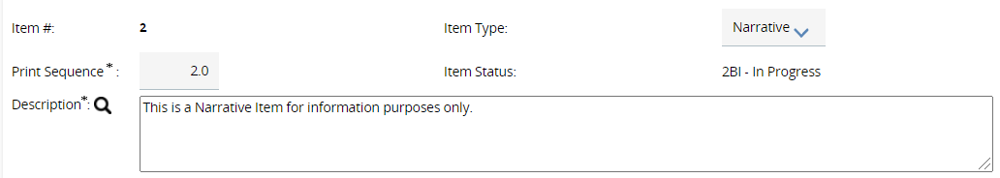 Item #: 2 Item Type: Narrative
Print Sequence*: 2.0 Item Status: 2BI - In Progress
Description*: This is a Narrative Item for information purposes only.